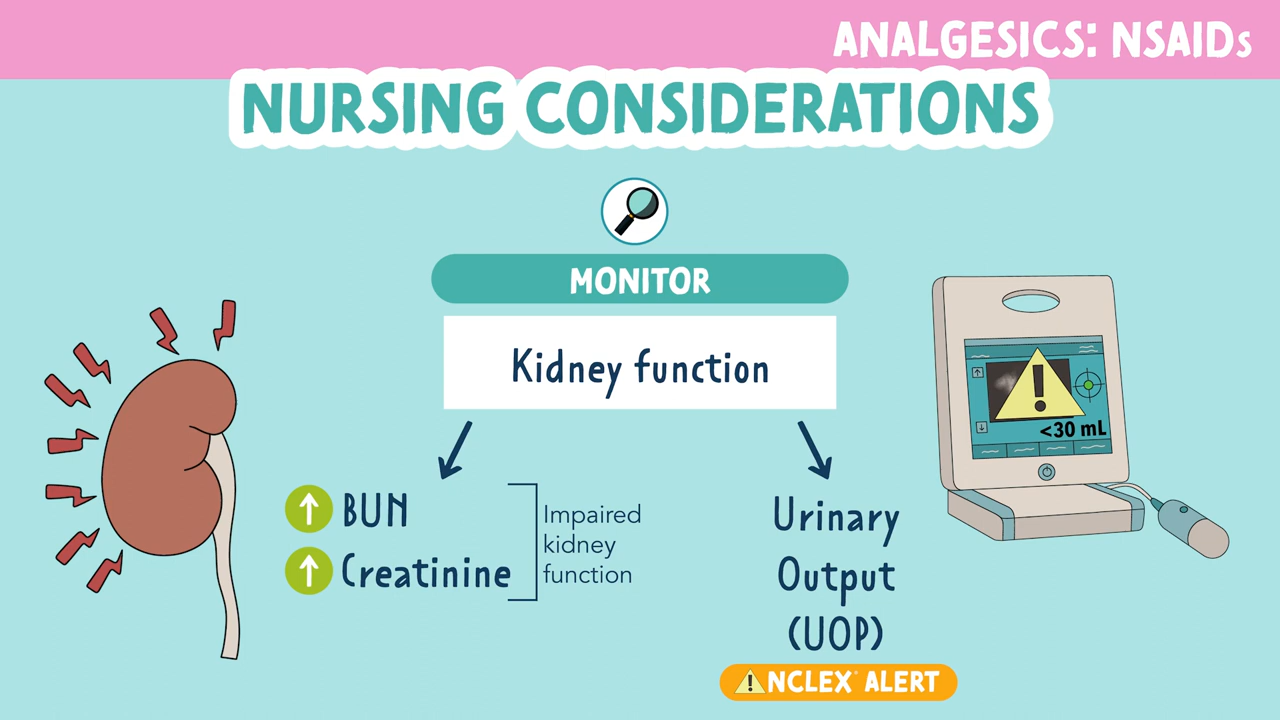 ANALGESICS: NSAIDs
NURSING CONSIDERATIONS
MONITOR
Kidney function
BUN
Creatinine
Impaired
kidney
function
Urinary
Output
(UOP)
NCLEX® ALERT
!
<30 mL